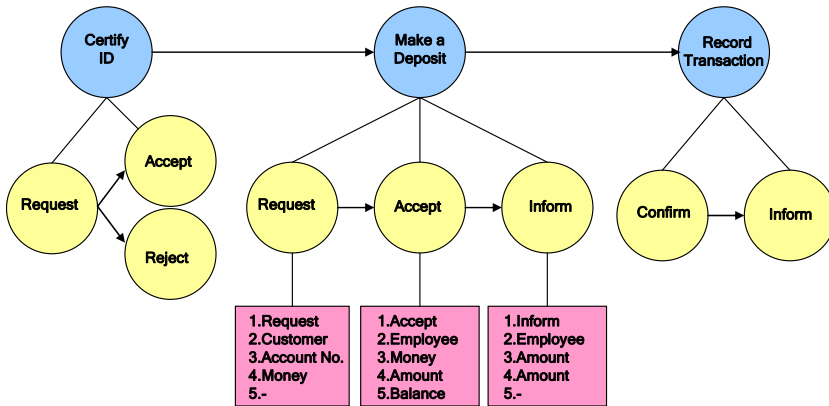 Certify
ID
Make a
Deposit
Record
Transaction
Request
Accept
Reject
Request
Accept
Inform
Confirm
Inform
1.Request
2.Customer
3.Account No.
4.Money
5.-
1.Accept
2.Employee
3.Money
4.Amount
5.Balance
1.Inform
2.Employee
3.Amount
4.Amount
5.-